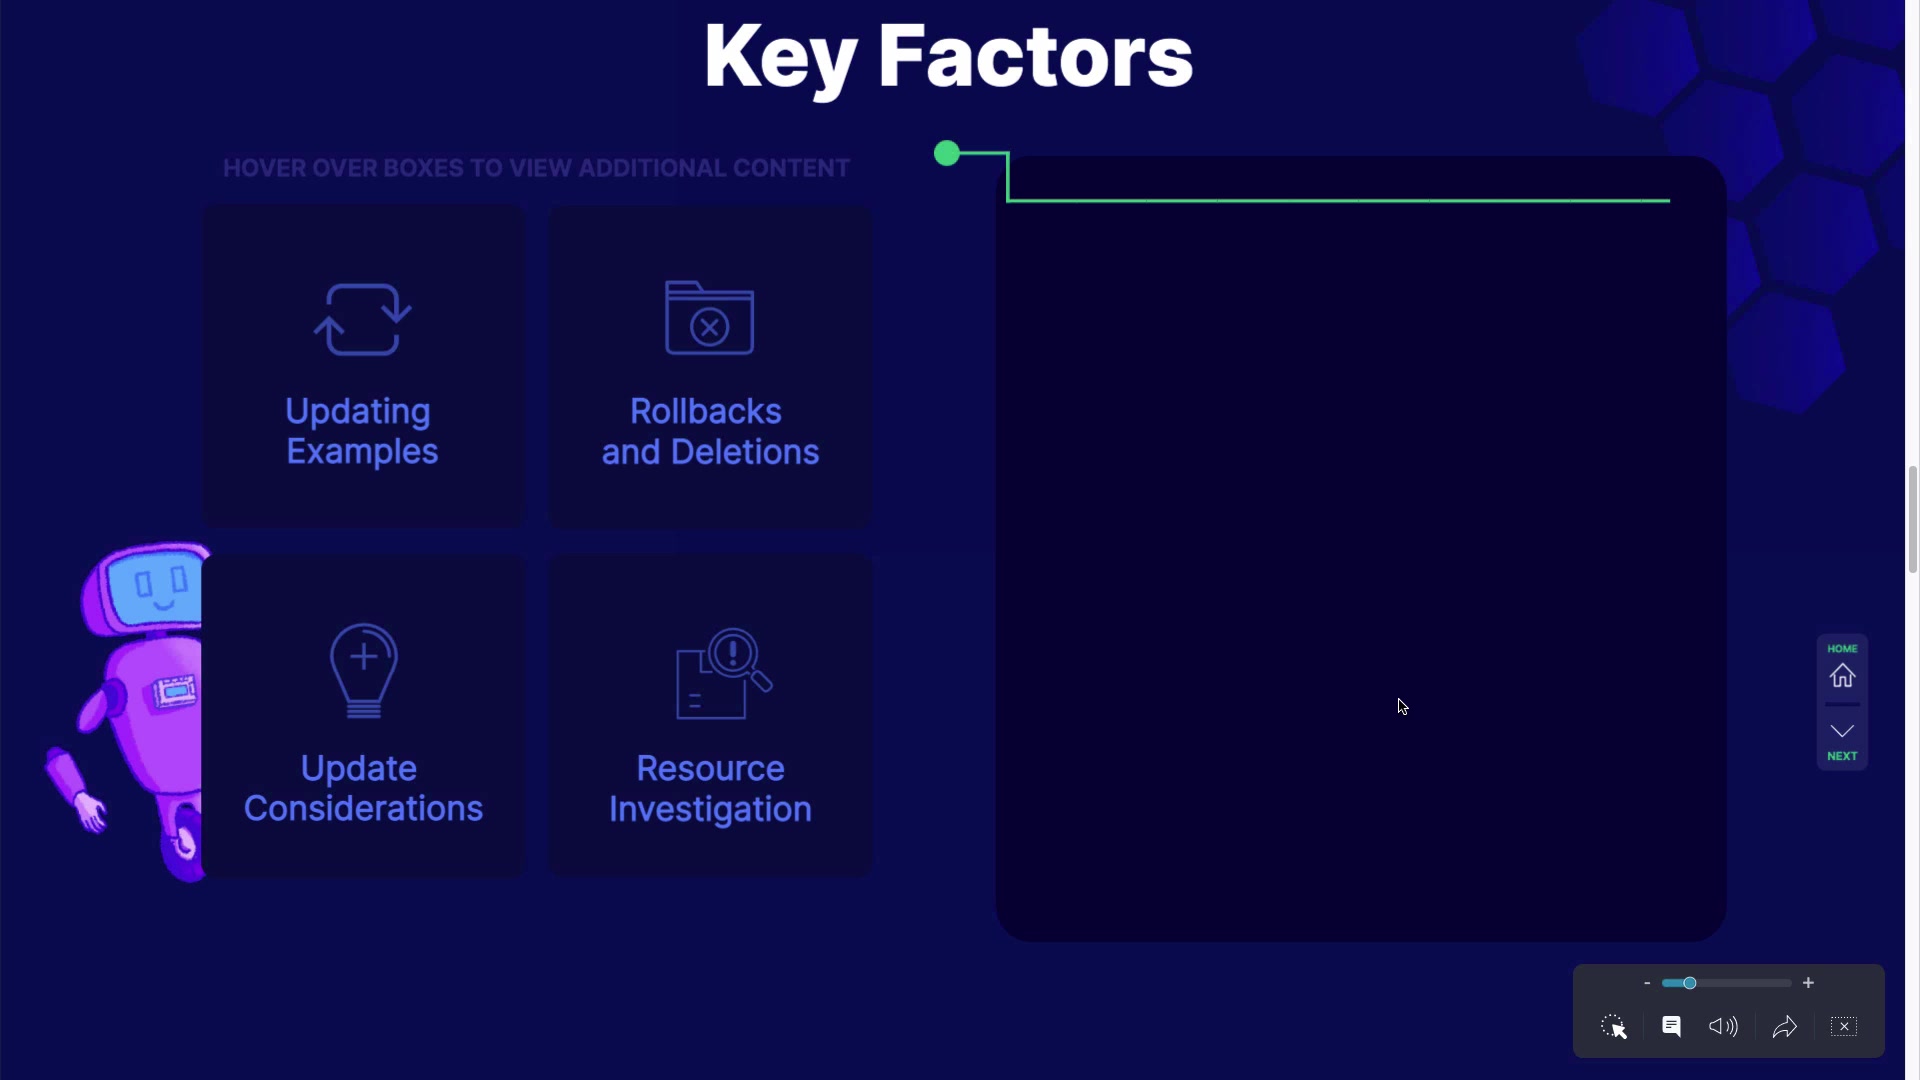 Key Factors
HOVER OVER BOXES TO VIEW ADDITIONAL CONTENT
Updating
Examples
Rollbacks
and Deletions
Update
Considerations
Resource
Investigation
HOME
NEXT